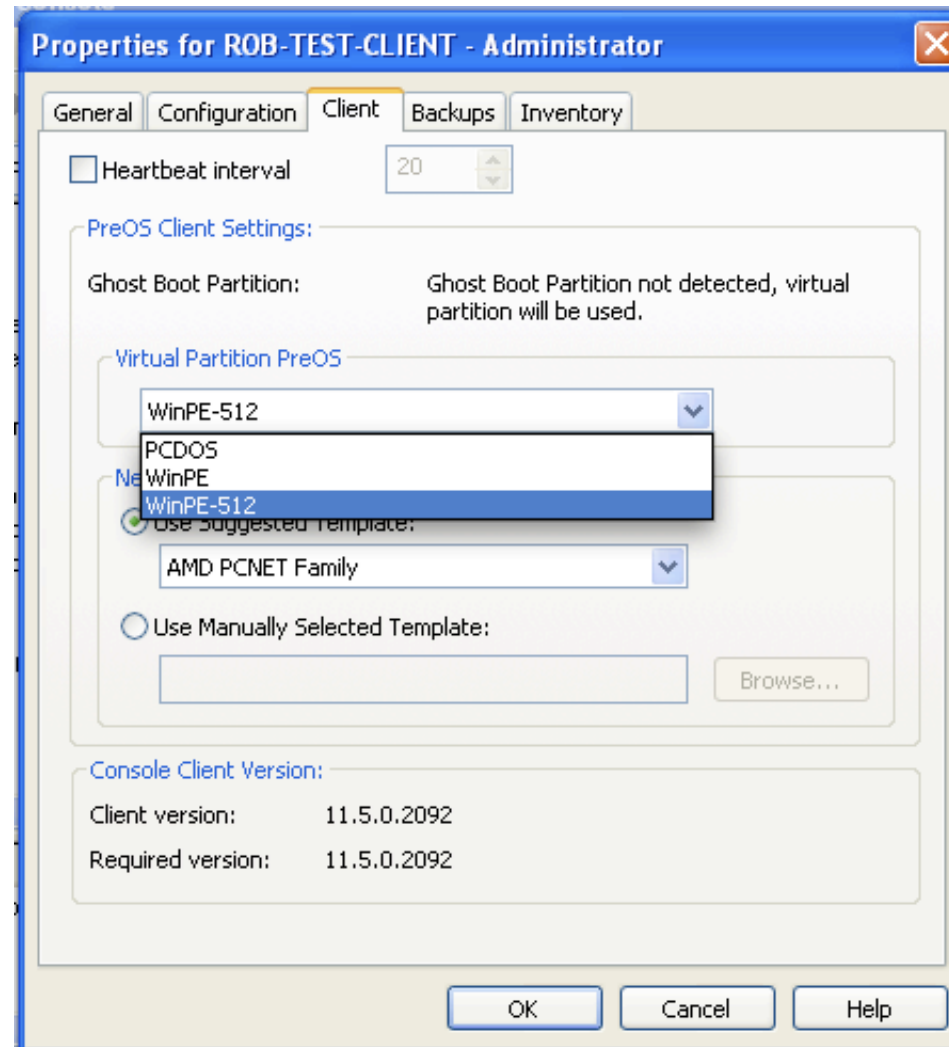 Console
Properties for ROB-TEST-CLIENT - Administrator
General Configuration Client Backups Inventory
Heartbeat interval 20
PreOS Client Settings:
Ghost Boot Partition: Ghost Boot Partition not detected, virtual
partition will be used.
Virtual Partition PreOS
WinPE-512
PCDOS
WinPE
WinPE-512
Ne
Use Suggested Template:
AMD PCNET Family
Use Manually Selected Template:
Browse...
Console Client Version:
Client version: 11.5.0.2092
Required version: 11.5.0.2092
OK Cancel Help